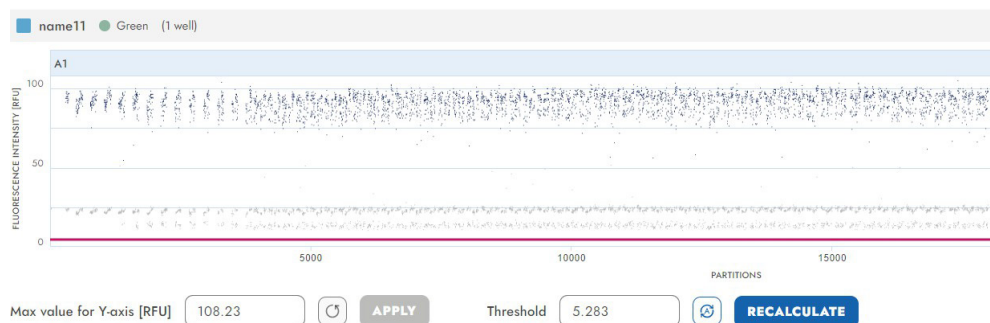 name11 Green (1 well)
A1
FLUORESCENCE INTENSITY [RFU]
100
50
0
5000 10000 15000
PARTITIONS
Max value for Y-axis [RFU] 108.23 APPLY Threshold 5.283 A RECALCULATE